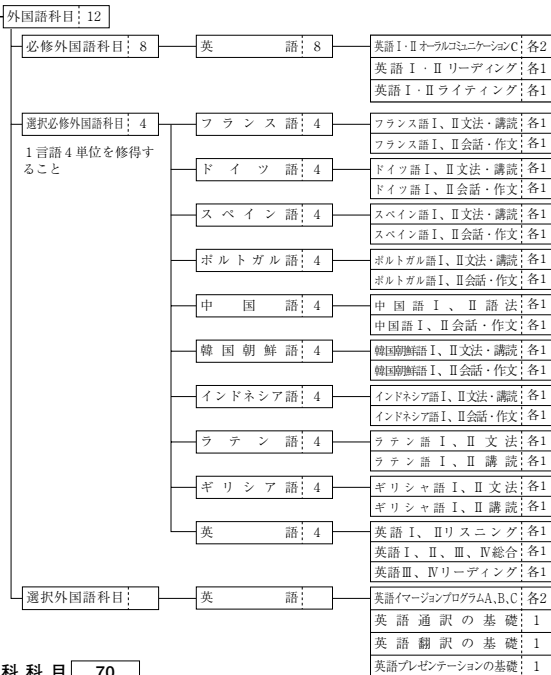 外国語科目 12
必修外国語科目 8 英語 8 英語Ⅰ・ⅡオーラルコミュニケーションC 各2
英語Ⅰ・Ⅱリーディング 各1
英語Ⅰ・Ⅱライティング 各1
選択必修外国語科目 4 フランス語 4 フランス語Ⅰ、Ⅱ文法・講読 各1
フランス語Ⅰ、Ⅱ会話・作文 各1
1言語4単位を修得す
ること
ドイツ語 4 ドイツ語Ⅰ、Ⅱ文法・講読 各1
ドイツ語Ⅰ、Ⅱ会話・作文 各1
スペイン語 4 スペイン語Ⅰ、Ⅱ文法・講読 各1
スペイン語Ⅰ、Ⅱ会話・作文 各1
ポルトガル語 4 ポルトガル語Ⅰ、Ⅱ文法・講読 各1
ポルトガル語Ⅰ、Ⅱ会話・作文 各1
中国語 4 中国語Ⅰ、Ⅱ語法 各1
中国語Ⅰ、Ⅱ会話・作文 各1
韓国朝鮮語 4 韓国朝鮮語Ⅰ、Ⅱ文法・講読 各1
韓国朝鮮語Ⅰ、Ⅱ会話・作文 各1
インドネシア語 4 インドネシア語Ⅰ、Ⅱ文法・講読 各1
インドネシア語Ⅰ、Ⅱ会話・作文 各1
ラテン語 4 ラテン語Ⅰ、Ⅱ文法 各1
ラテン語Ⅰ、Ⅱ講読 各1
ギリシア語 4 ギリシャ語Ⅰ、Ⅱ文法 各1
ギリシャ語Ⅰ、Ⅱ講読 各1
英語 4 英語Ⅰ、Ⅱリスニング 各1
英語Ⅰ、Ⅱ、Ⅲ、Ⅳ総合 各1
英語Ⅲ、Ⅳリーディング 各1
選択外国語科目 英語 英語イマージョンプログラムA、B、C 各2
英語通訳の基礎 1
英語翻訳の基礎 1
英語プレゼンテーションの基礎 1
科科目 70